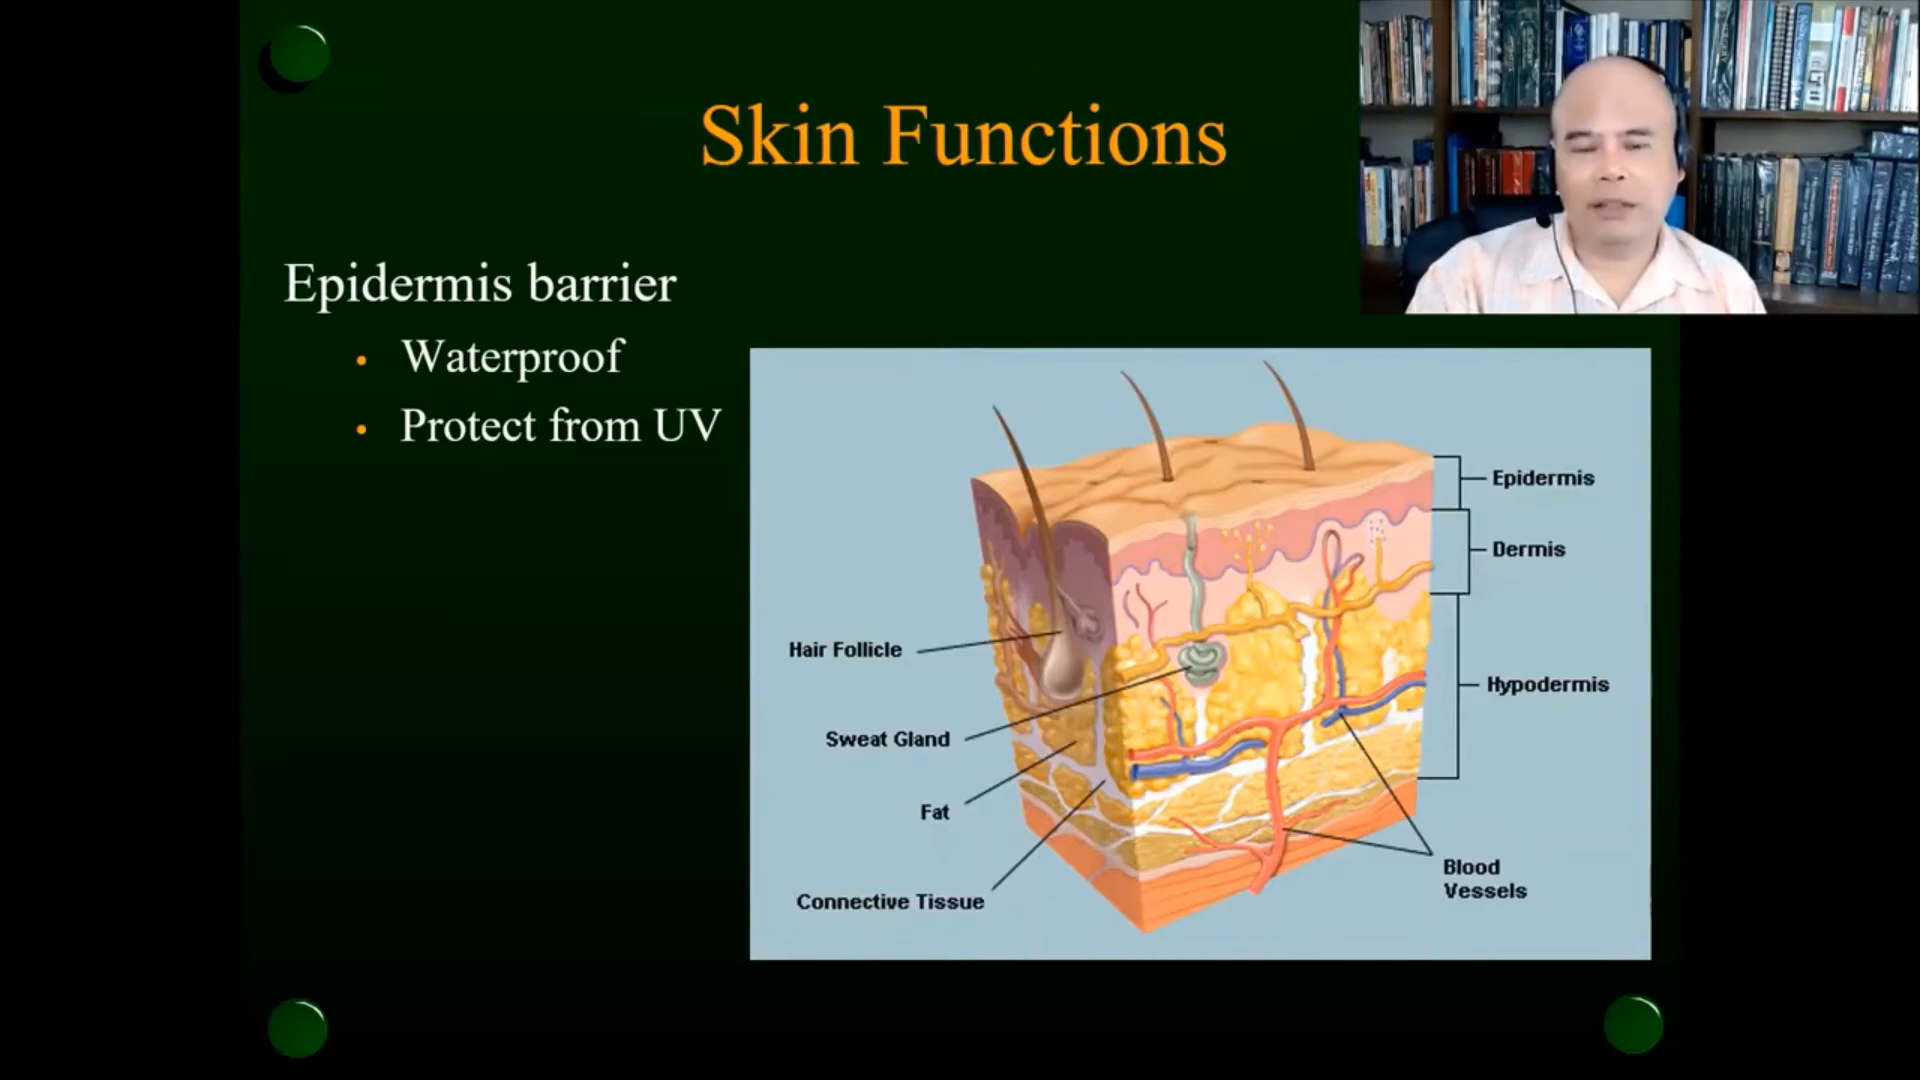 Skin Functions
Epidermis barrier
• Waterproof
• Protect from UV
Epidermis
Dermis
Hair Follicle
Hypodermis
Sweat Gland
Fat
Blood
Vessels
Connective Tissue